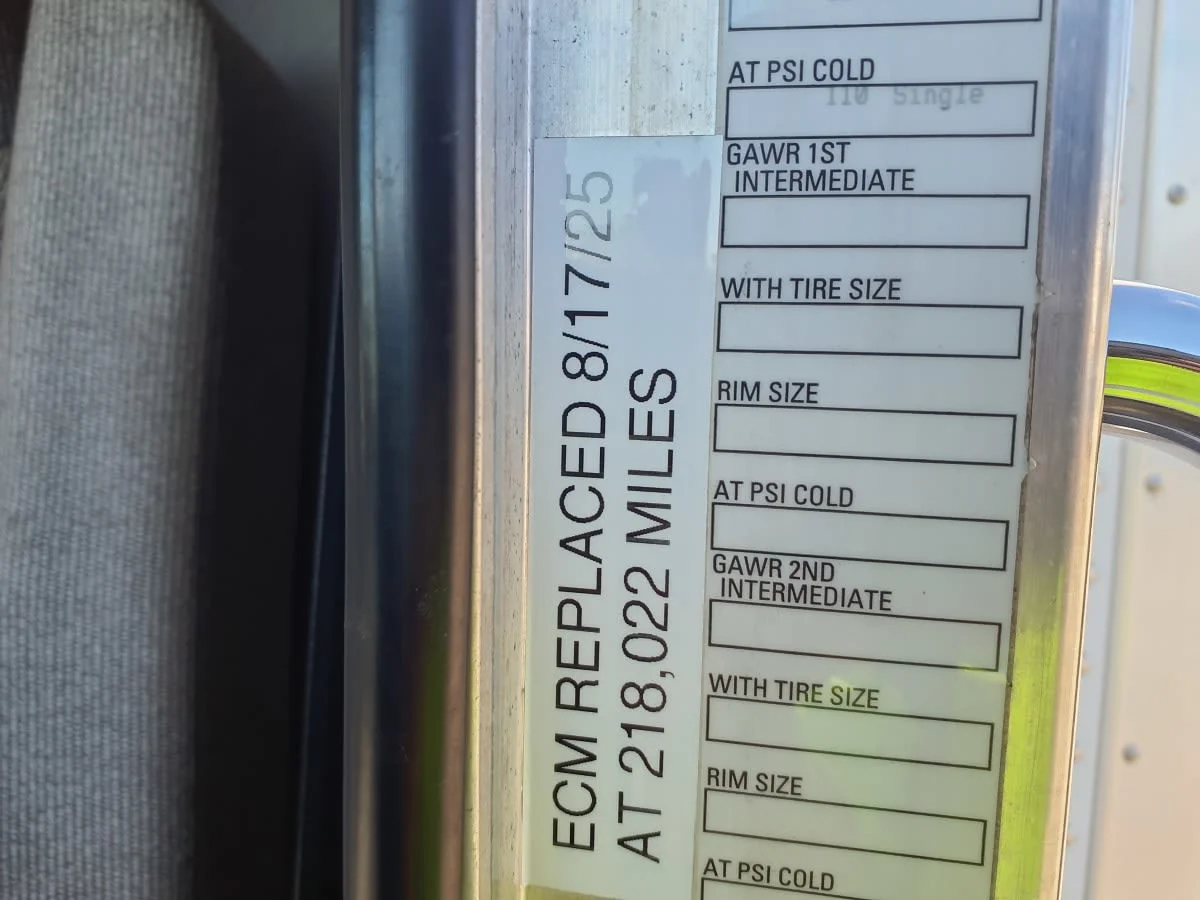 AT PSI COLD
110 Single
GAWR 1ST
INTERMEDIATE
WITH TIRE SIZE
RIM SIZE
AT PSI COLD
GAWR 2ND
INTERMEDIATE
WITH TIRE SIZE
RIM SIZE
AT PSI COLD
ECM REPLACED 8/17/25
AT 218,022 MILES